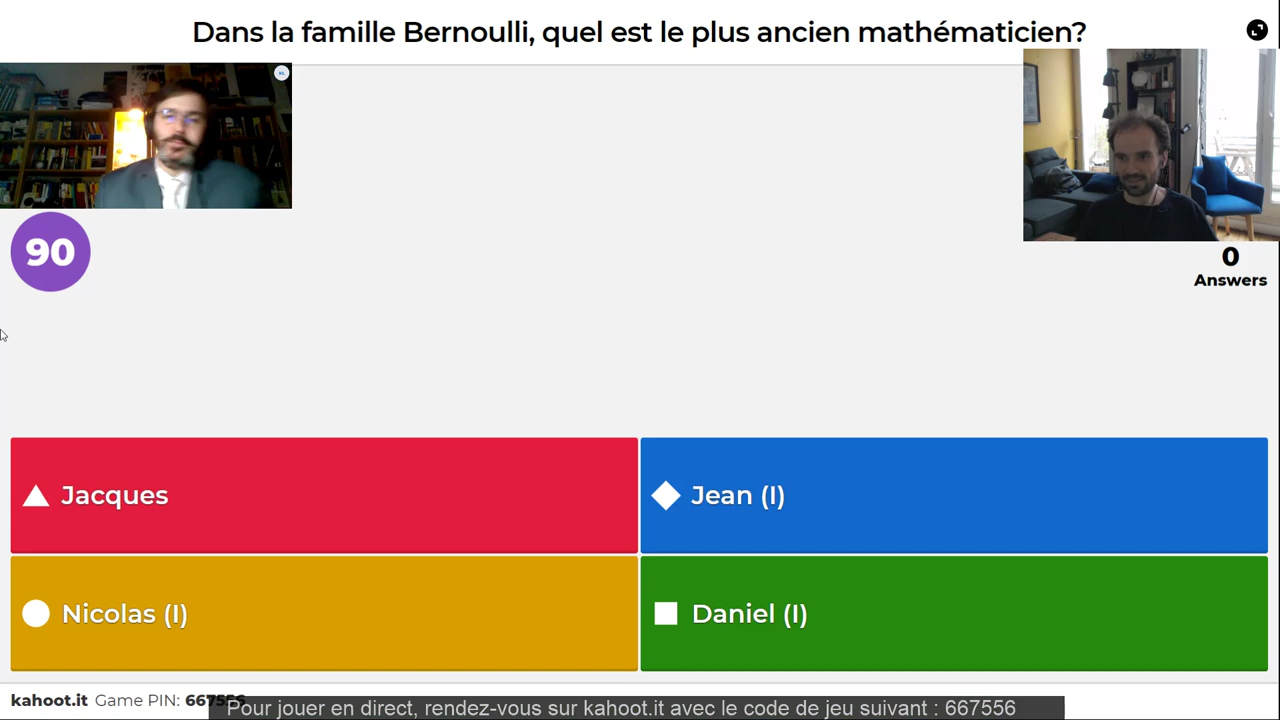 Dans la famille Bernoulli, quel est le plus ancien mathématicien?
90
0
Answers
Jacques
Jean (I)
Nicolas (I)
Daniel (I)
kahoot.it Game PIN: 667556
Pour jouer en direct, rendez-vous sur kahoot.it avec le code de jeu suivant : 667556